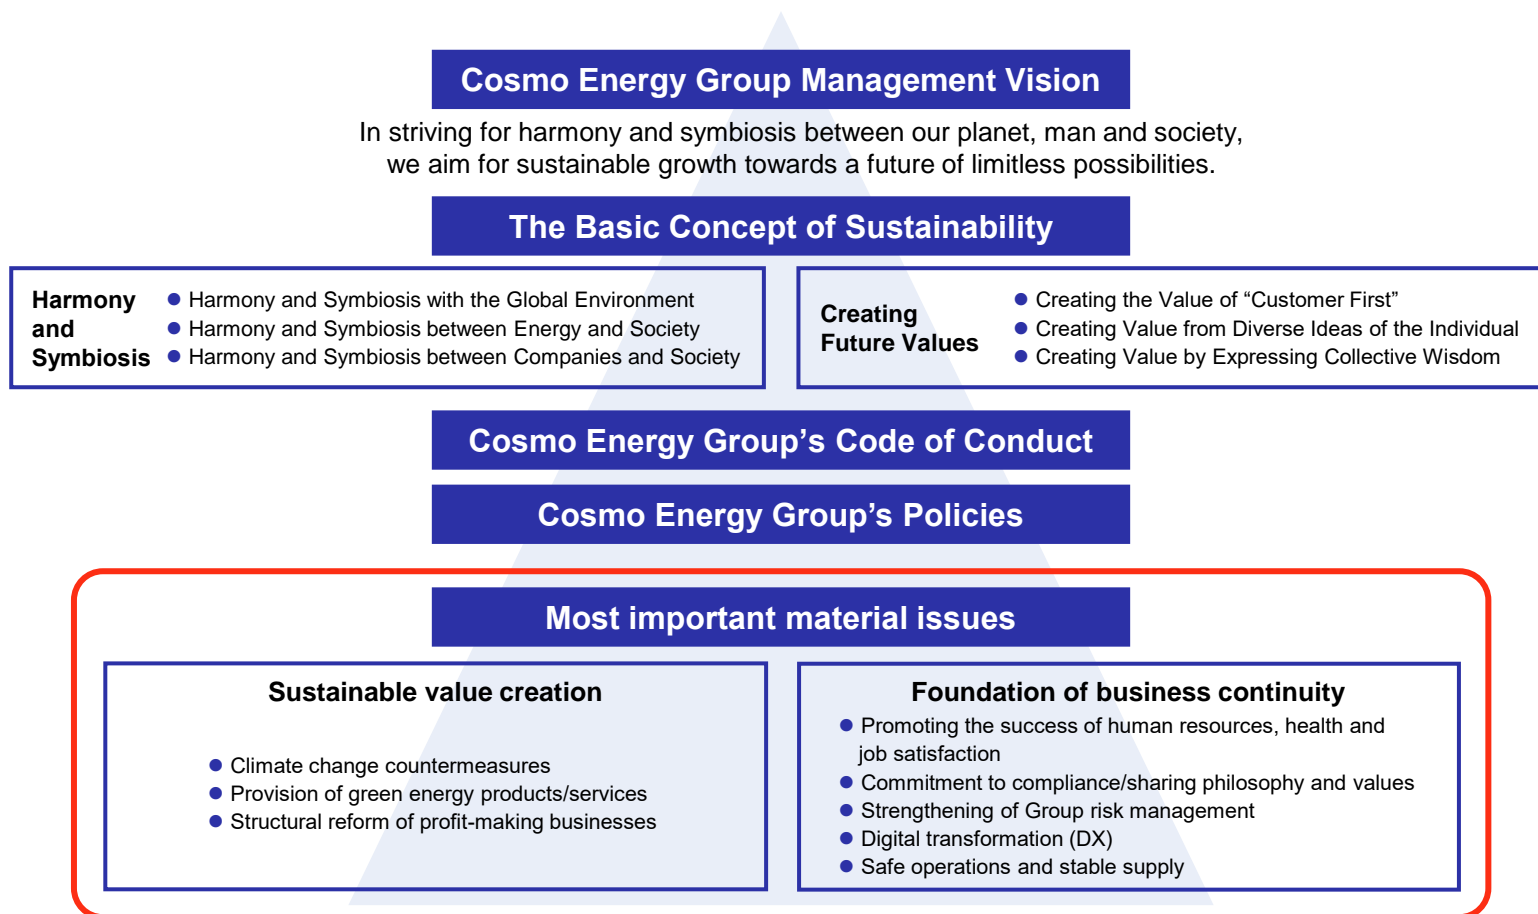 Cosmo Energy Group Management Vision
In striving for harmony and symbiosis between our planet, man and society,
we aim for sustainable growth towards a future of limitless possibilities.
The Basic Concept of Sustainability
Harmony
and
Symbiosis
● Harmony and Symbiosis with the Global Environment
● Harmony and Symbiosis between Energy and Society
● Harmony and Symbiosis between Companies and Society
Creating
Future Values
● Creating the Value of “Customer First”
● Creating Value from Diverse Ideas of the Individual
● Creating Value by Expressing Collective Wisdom
Cosmo Energy Group’s Code of Conduct
Cosmo Energy Group’s Policies
Most important material issues
Sustainable value creation
● Climate change countermeasures
● Provision of green energy products/services
● Structural reform of profit-making businesses
Foundation of business continuity
● Promoting the success of human resources, health and
job satisfaction
● Commitment to compliance/sharing philosophy and values
● Strengthening of Group risk management
● Digital transformation (DX)
● Safe operations and stable supply